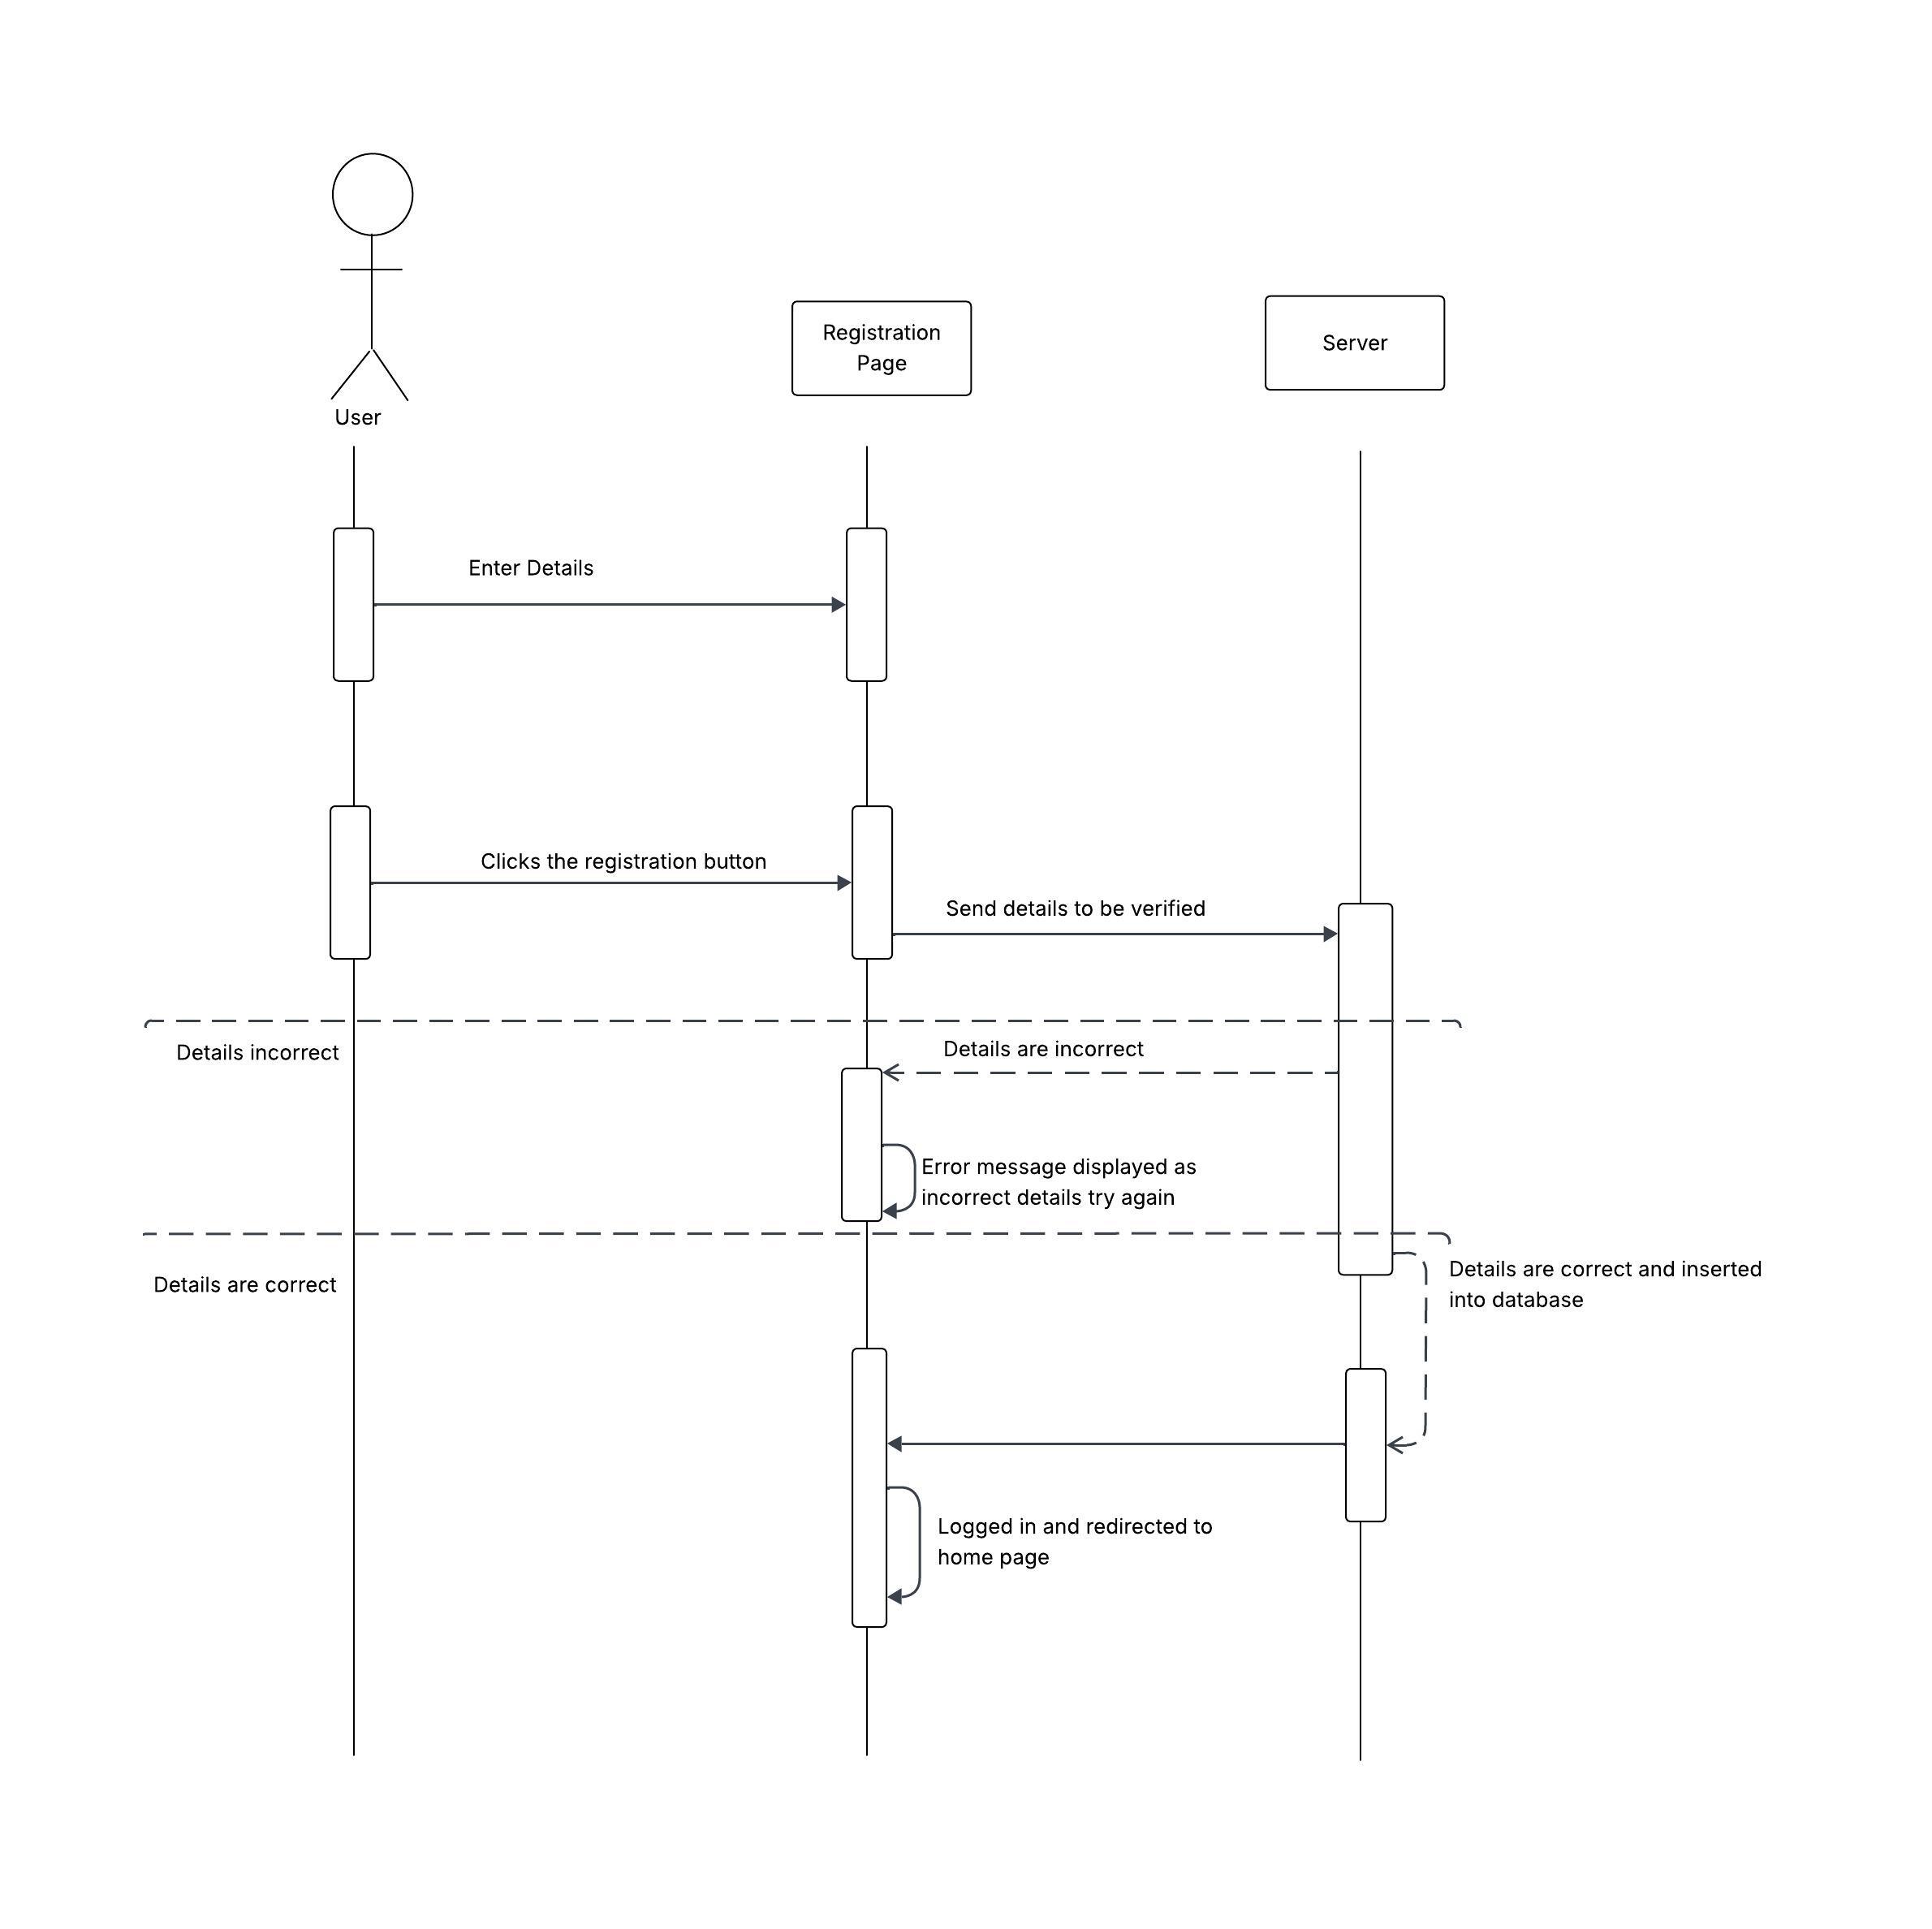 Registration
Page
Server
User
Enter Details
Clicks the registration button
Send details to be verified
Details incorrect
Details are incorrect
Error message displayed as
incorrect details try again
Details are correct
Details are correct and inserted
into database
Logged in and redirected to
home page